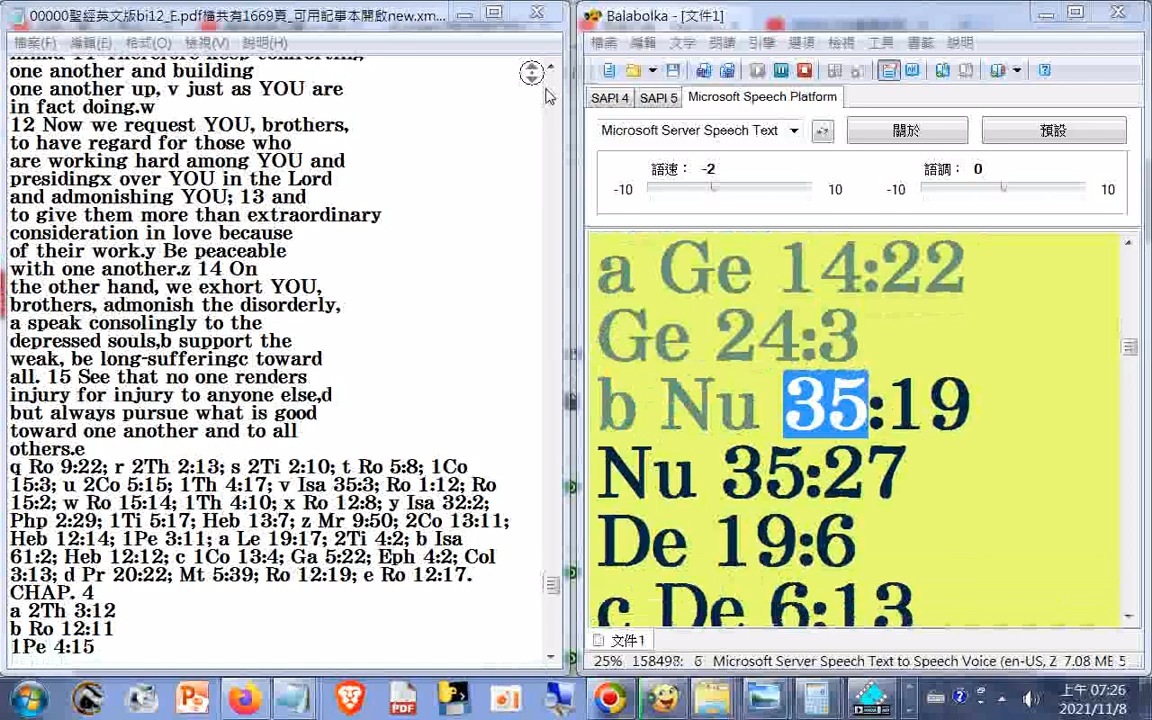 00000聖經英文版bi12_E.pdf檔共有1669頁_可用記事本開啟new.xm...
檔案(F) 編輯(E) 格式(O) 檢視(V) 說明(H)
one another and building
one another up, v just as YOU are
in fact doing.w
12 Now we request YOU, brothers,
to have regard for those who
are working hard among YOU and
presidingx over YOU in the Lord
and admonishing YOU; 13 and
to give them more than extraordinary
consideration in love because
of their work.y Be peaceable
with one another.z 14 On
the other hand, we exhort YOU,
brothers, admonish the disorderly,
a speak consolingly to the
depressed souls,b support the
weak, be long-sufferingc toward
all. 15 See that no one renders
injury for injury to anyone else,d
but always pursue what is good
toward one another and to all
others.e
q Ro 9:22; r 2Th 2:13; s 2Ti 2:10; t Ro 5:8, 1Co
15:3; u 2Co 5:15; 1Th 4:17; v Isa 35:3; Ro 1:12; Ro
15:2; w Ro 15:14; 1Th 4:10; x Ro 12:8; y Isa 32:2;
Php 2:29; 1Ti 5:17; Heb 13:7; z Mr 9:50; 2Co 13:11;
Heb 12:14; 1Pe 3:11; a Le 19:17; 2Ti 4:2; b Isa
61:2; Heb 12:12; c 1Co 13:4; Ga 5:22; Eph 4:2; Col
3:13; d Pr 20:22; Mt 5:39; Ro 12:19; e Ro 12:17.
CHAP. 4
a 2Th 3:12
b Ro 12:11
1Pe 4:15
Balabolka - [文件1]
檔案 編輯 文字 朗讀 引擎 選項 檢視 工具 書籤 說明
SAPI 4 SAPI 5 Microsoft Speech Platform
Microsoft Server Speech Text 關於 預設
語速: -2 語調: 0
-10 10 -10 10
a Ge 14:22
Ge 24:3
b Nu 35:19
Nu 35:27
De 19:6
c De 6:13
文件1
25% 158498: 6 Microsoft Server Speech Text to Speech Voice (en-US, Z 7.08 MB 5
PDF
上午 07:26
2021/11/8